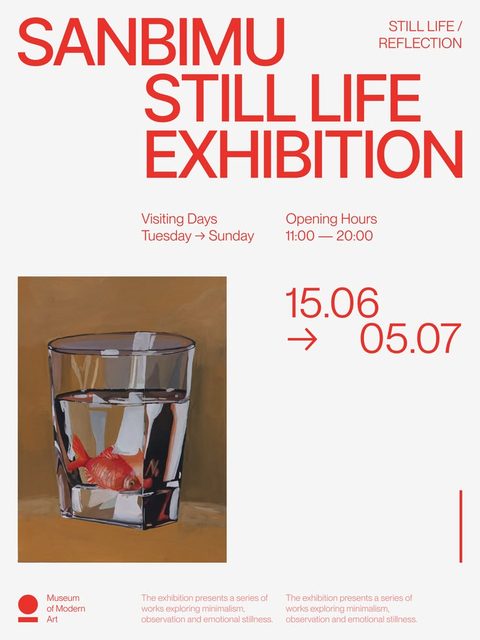 SANBIMU
STILL LIFE
EXHIBITION
STILL LIFE /
REFLECTION
Visiting Days
Tuesday → Sunday
Opening Hours
11:00 — 20:00
15.06
→ 05.07
Museum
of Modern
Art
The exhibition presents a series of
works exploring minimalism,
observation and emotional stillness.
The exhibition presents a series of
works exploring minimalism,
observation and emotional stillness.